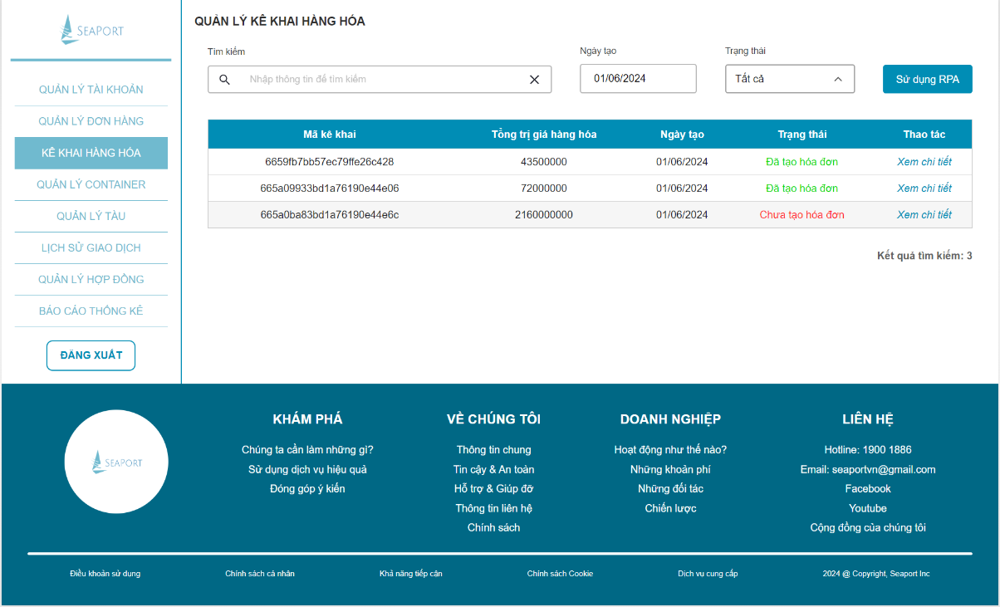 SEAPORT
QUẢN LÝ TÀI KHOẢN
QUẢN LÝ ĐƠN HÀNG
KÊ KHAI HÀNG HÓA
QUẢN LÝ CONTAINER
QUẢN LÝ TÀU
LỊCH SỬ GIAO DỊCH
QUẢN LÝ HỢP ĐỒNG
BÁO CÁO THỐNG KÊ
ĐĂNG XUẤT
QUẢN LÝ KÊ KHAI HÀNG HÓA
Tìm kiếm Ngày tạo Trạng thái
Nhập thông tin để tìm kiếm 01/06/2024 Tất cả Sử dụng RPA
Mã kê khai Tổng trị giá hàng hóa Ngày tạo Trạng thái Thao tác
6659fb7bb57ec79ffe26c428 43500000 01/06/2024 Đã tạo hóa đơn Xem chi tiết
665a09933bd1a76190e44e06 72000000 01/06/2024 Đã tạo hóa đơn Xem chi tiết
665a0ba83bd1a76190e44e6c 2160000000 01/06/2024 Chưa tạo hóa đơn Xem chi tiết
Kết quả tìm kiếm: 3
SEAPORT
KHÁM PHÁ
Chúng ta cần làm những gì?
Sử dụng dịch vụ hiệu quả
Đóng góp ý kiến
VỀ CHÚNG TÔI
Thông tin chung
Tin cậy & An toàn
Hỗ trợ & Giúp đỡ
Thông tin liên hệ
Chính sách
DOANH NGHIỆP
Hoạt động như thế nào?
Những khoản phí
Những đối tác
Chiến lược
LIÊN HỆ
Hotline: 1900 1886
Email: seaportvn@gmail.com
Facebook
Youtube
Cộng đồng của chúng tôi
Điều khoản sử dụng Chính sách cá nhân Khả năng tiếp cận Chính sách Cookie Dịch vụ cung cấp 2024 @ Copyright, Seaport Inc